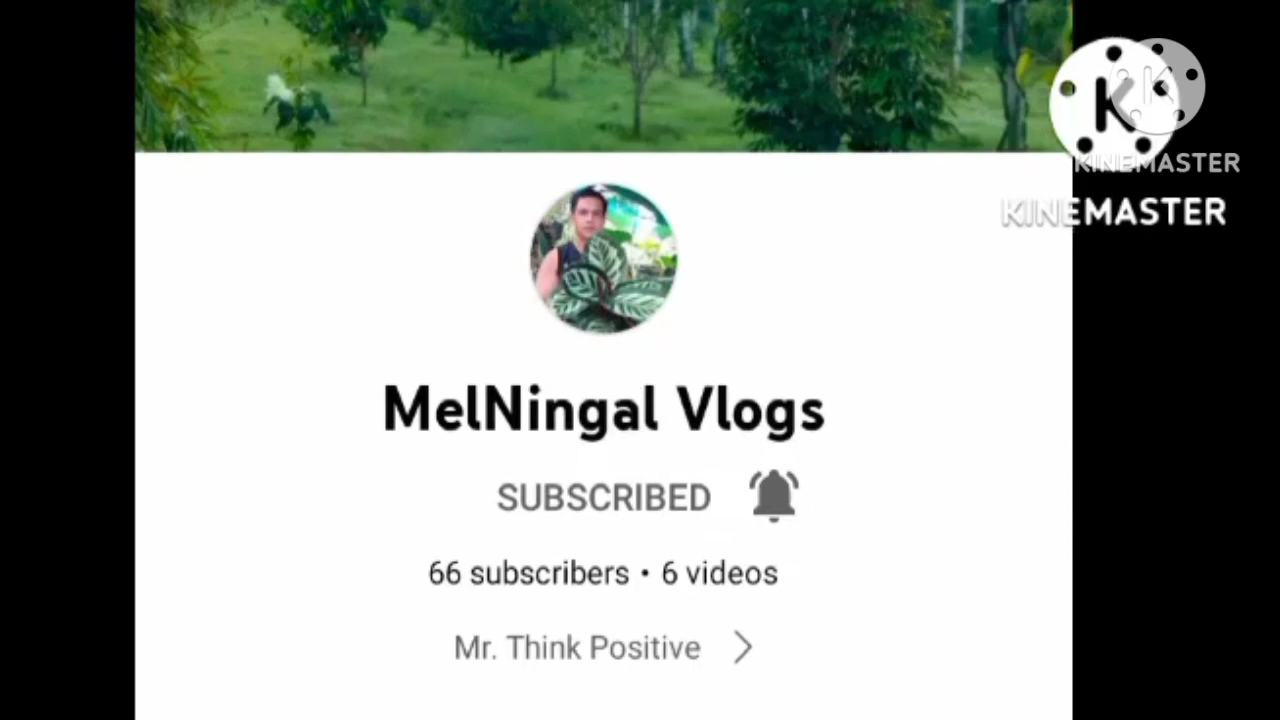 K
KINEMASTER
KINEMASTER
MelNingal Vlogs
SUBSCRIBED
66 subscribers • 6 videos
Mr. Think Positive